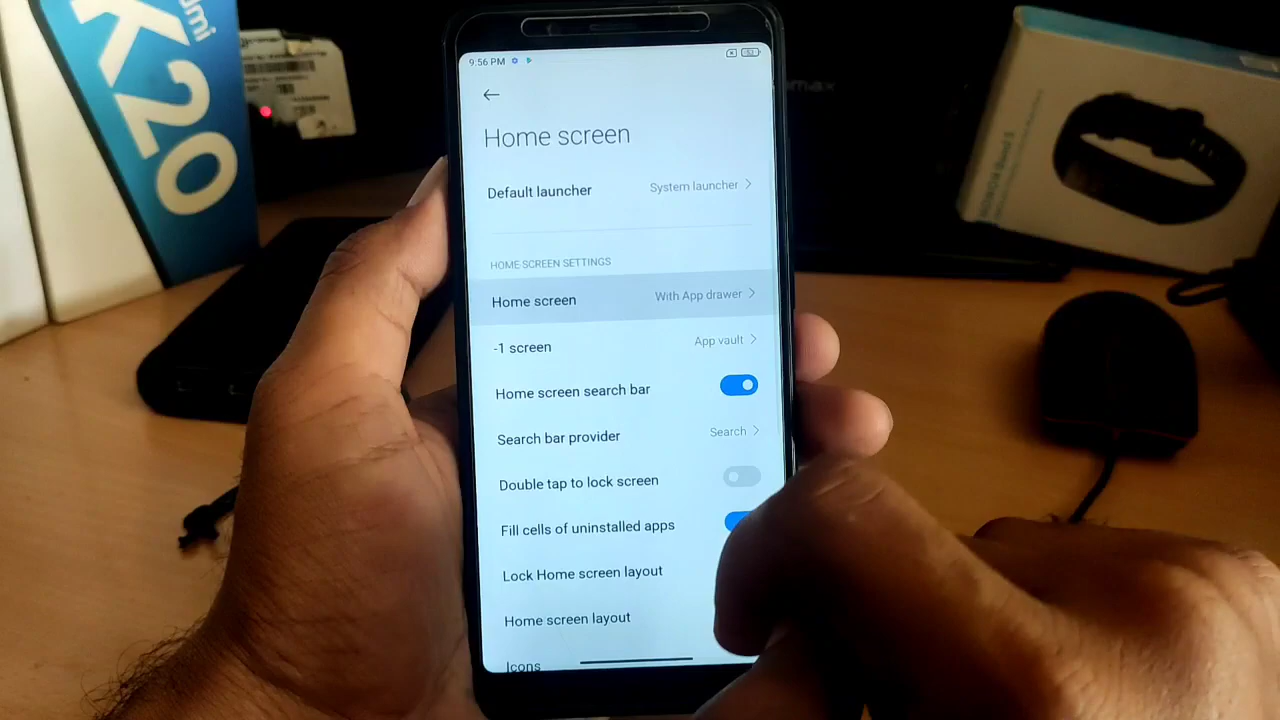 mi
K20
9:56 PM
Home screen
Default launcher System launcher
HOME SCREEN SETTINGS
Home screen With App drawer
-1 screen App vault
Home screen search bar
Search bar provider Search
Double tap to lock screen
Fill cells of uninstalled apps
Lock Home screen layout
Home screen layout
Icons